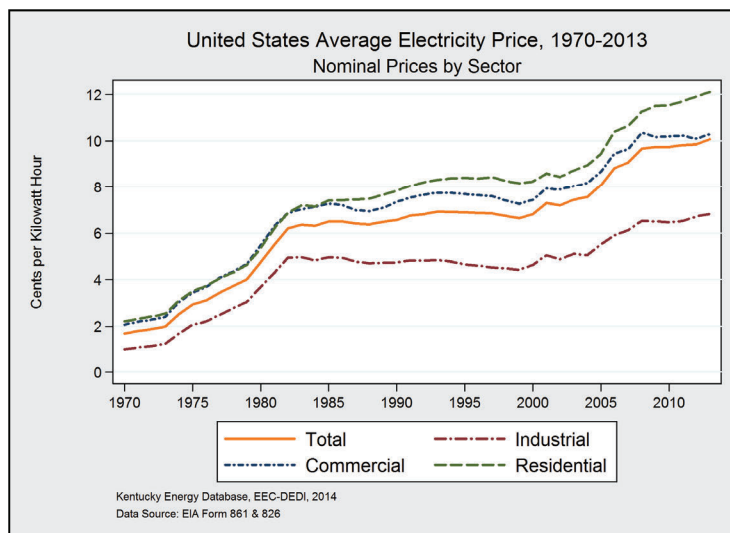 United States Average Electricity Price, 1970-2013
Nominal Prices by Sector
Cents per Kilowatt Hour
12
10
8
6
4
2
0
1970 1975 1980 1985 1990 1995 2000 2005 2010
Total Industrial
Commercial Residential
Kentucky Energy Database, EEC-DEDI, 2014
Data Source: EIA Form 861 & 826